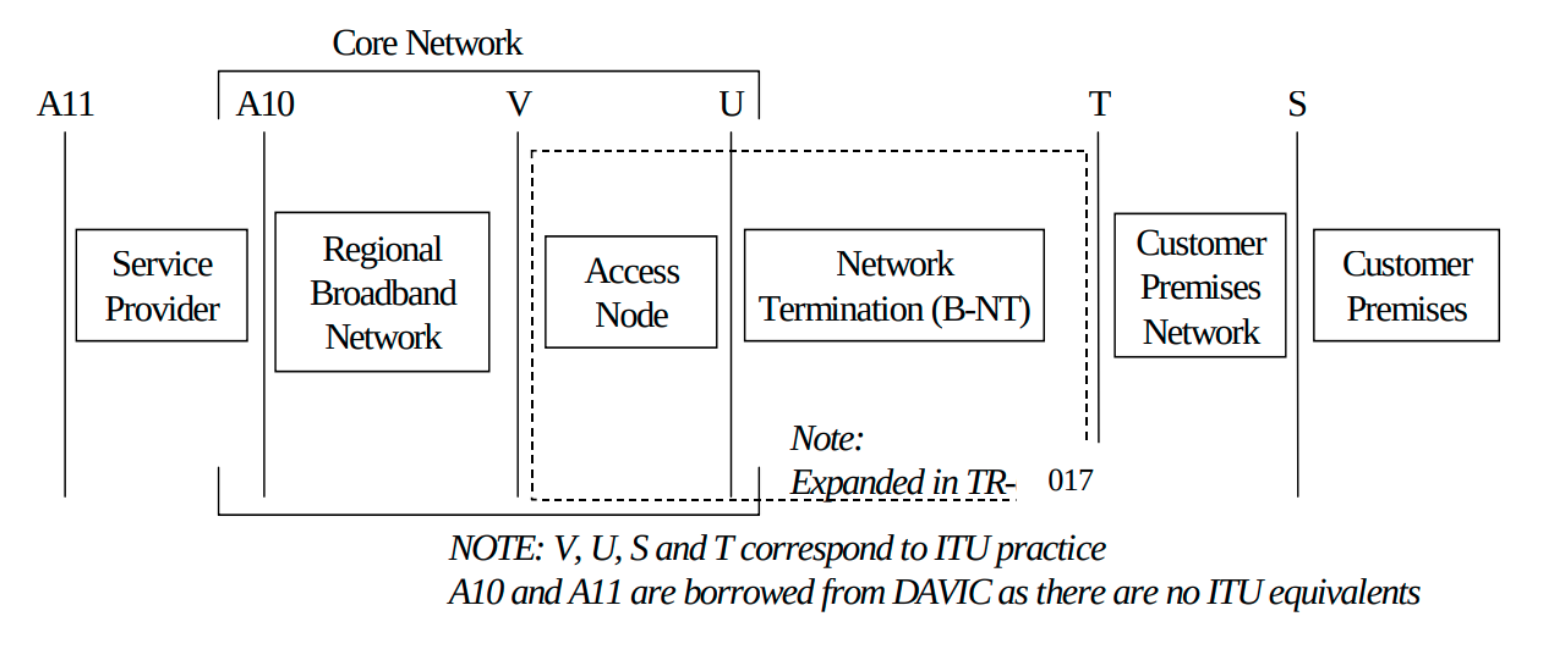 Core Network
A11
A10
V
U
T
S
Service
Provider
Regional
Broadband
Network
Access
Node
Network
Termination (B-NT)
Customer
Premises
Network
Customer
Premises
Note:
Expanded in TR- 017
NOTE: V, U, S and T correspond to ITU practice
A10 and A11 are borrowed from DAVIC as there are no ITU equivalents